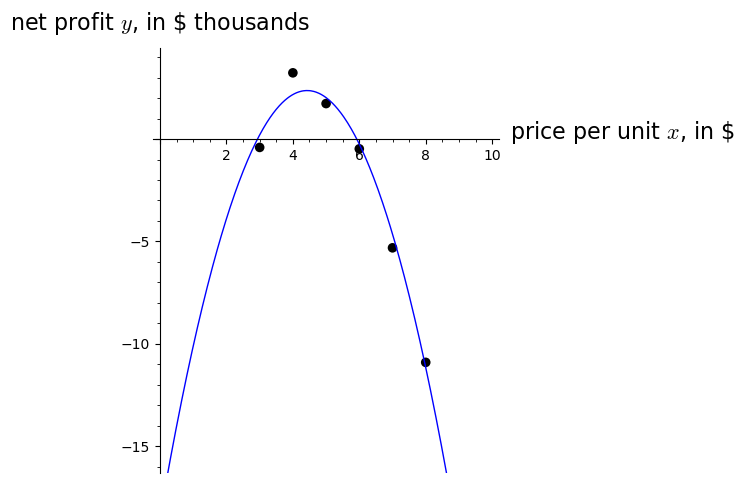 net profit y, in $ thousands
price per unit x, in $
2 4 6 8 10
−5
−10
−15